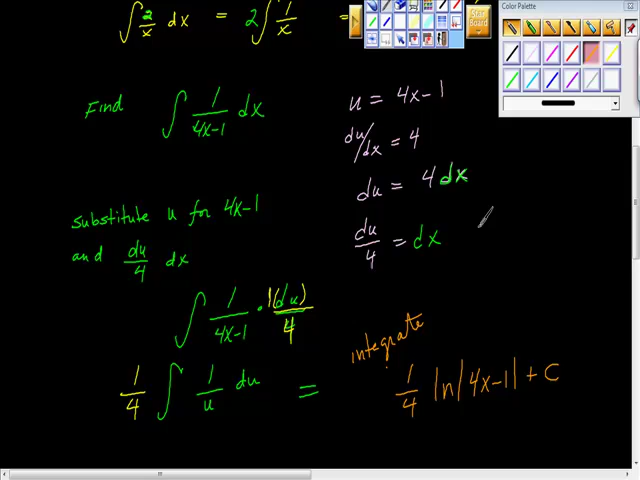 ∫ 2/x dx = 2 ∫ 1/x =
Star Board
Color Palette
Find ∫ 1/(4x-1) dx
u = 4x-1
du/dx = 4
du = 4 dx
du/4 = dx
substitute u for 4x-1
and du/4 dx
∫ 1/(4x-1) · 1(du)/4
1/4 ∫ 1/u du =
integrate
1/4 ln|4x-1| + C